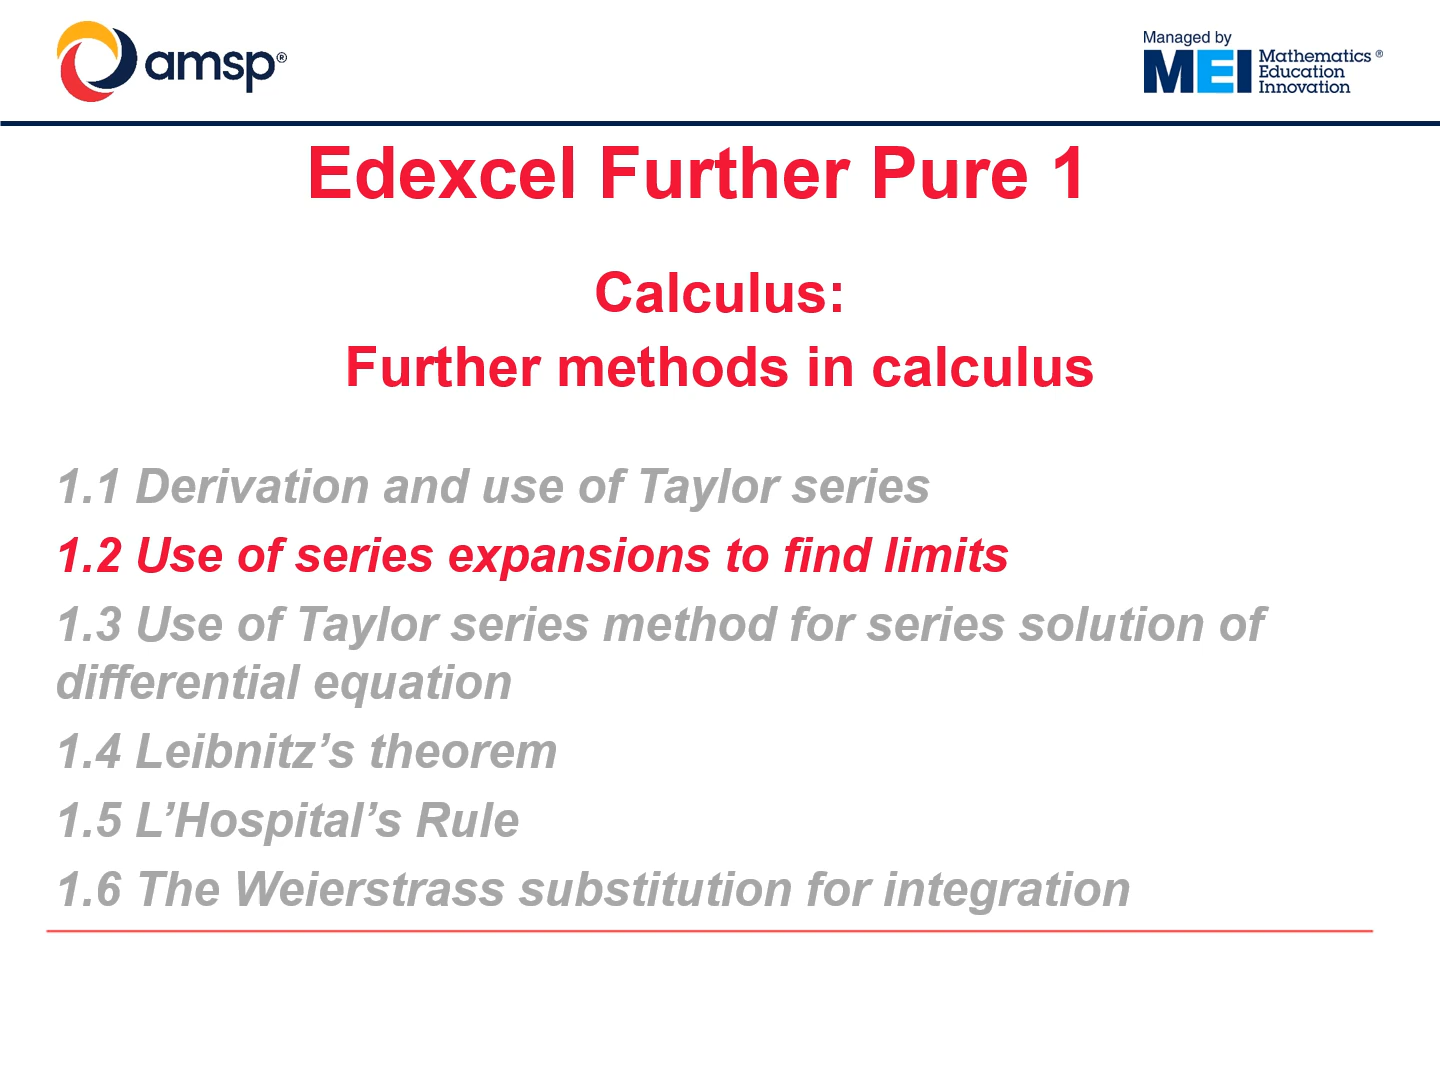 amsp®
Managed by
MEI Mathematics ®
Education
Innovation
Edexcel Further Pure 1
Calculus:
Further methods in calculus
1.1 Derivation and use of Taylor series
1.2 Use of series expansions to find limits
1.3 Use of Taylor series method for series solution of
differential equation
1.4 Leibnitz’s theorem
1.5 L’Hospital’s Rule
1.6 The Weierstrass substitution for integration